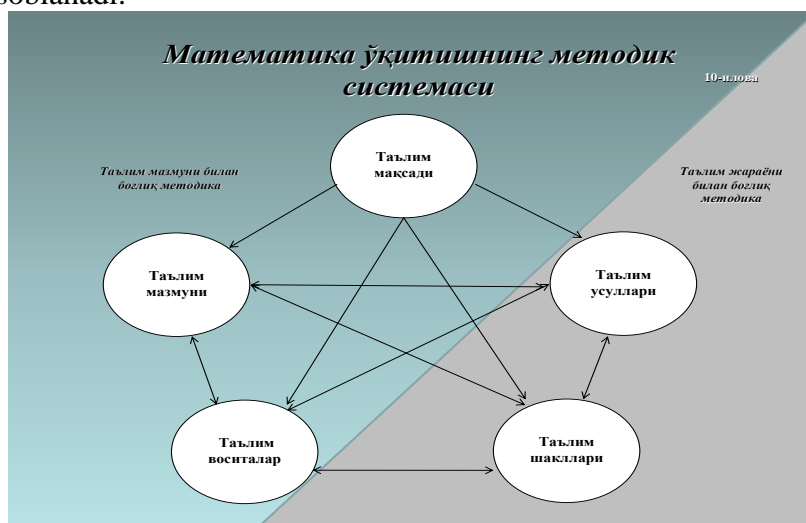 soblanadi.
Математика ўқитишнинг методик
системаси
10-илова
Таълим
мақсади
Таълим мазмуни билан
боғлиқ методика
Таълим жараёни
билан боғлиқ
методика
Таълим
мазмуни
Таълим
усуллари
Таълим
воситалар
Таълим
шакллари